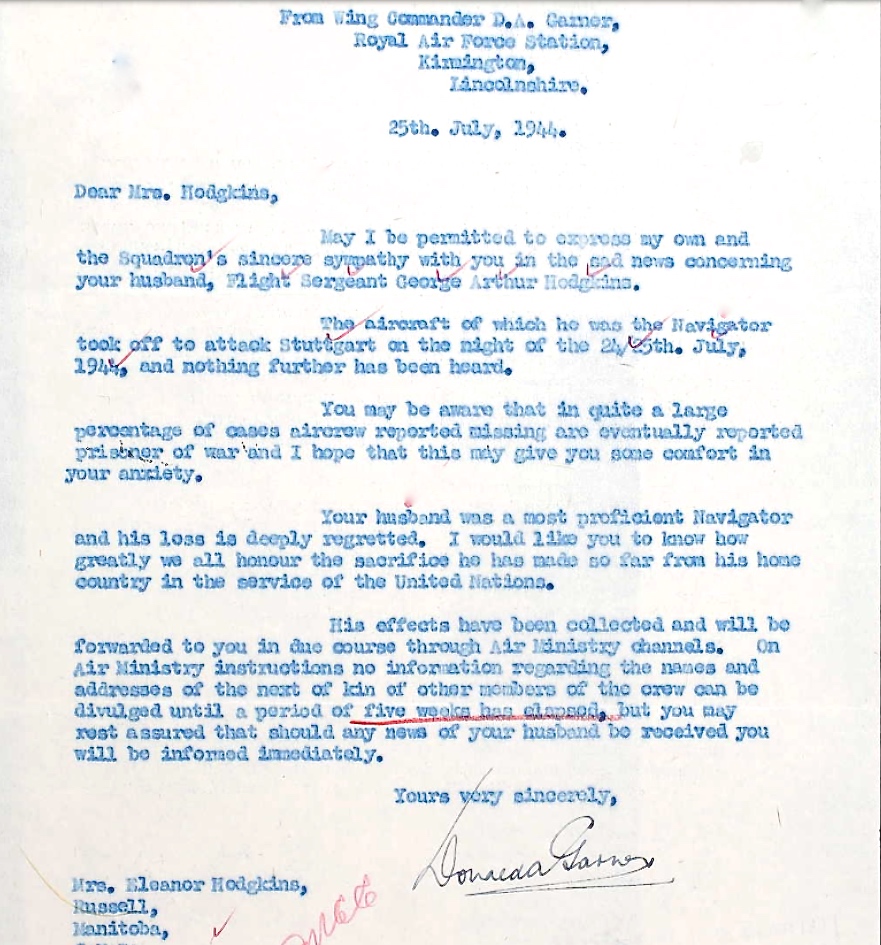 From Wing Commander D.A. Garner,
Royal Air Force Station,
Kirmington,
Lincolnshire.
25th. July, 1944.
Dear Mrs. Hodgkins,
May I be permitted to express my own and
the Squadron's sincere sympathy with you in the sad news concerning
your husband, Flight Sergeant George Arthur Hodgkins.
The aircraft of which he was the Navigator
took off to attack Stuttgart on the night of the 24/25th. July,
1944, and nothing further has been heard.
You may be aware that in quite a large
percentage of cases aircrew reported missing are eventually reported
prisoner of war and I hope that this may give you some comfort in
your anxiety.
Your husband was a most proficient Navigator
and his loss is deeply regretted. I would like you to know how
greatly we all honour the sacrifice he has made so far from his home
country in the service of the United Nations.
His effects have been collected and will be
forwarded to you in due course through Air Ministry channels. On
Air Ministry instructions no information regarding the names and
addresses of the next of kin of other members of the crew can be
divulged until a period of five weeks has elapsed, but you may
rest assured that should any news of your husband be received you
will be informed immediately.
Yours very sincerely,
Donald A Garner
Mrs. Eleanor Hodgkins,
Russell,
Manitoba,